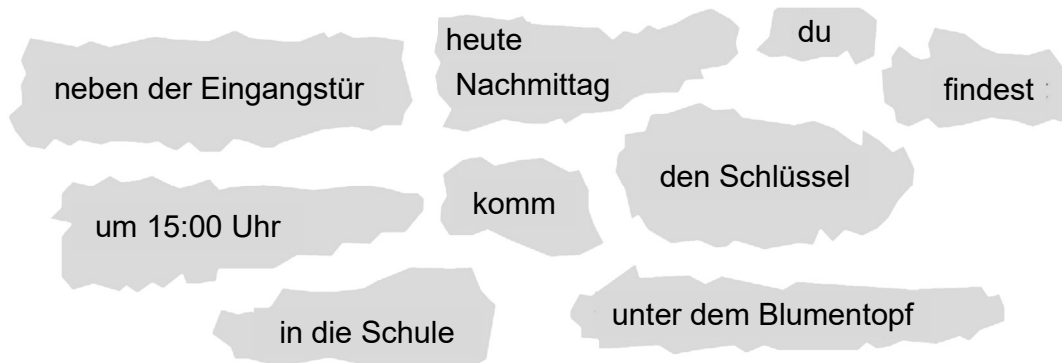 heute
du
neben der Eingangstür
Nachmittag
findest
den Schlüssel
um 15:00 Uhr
komm
in die Schule
unter dem Blumentopf